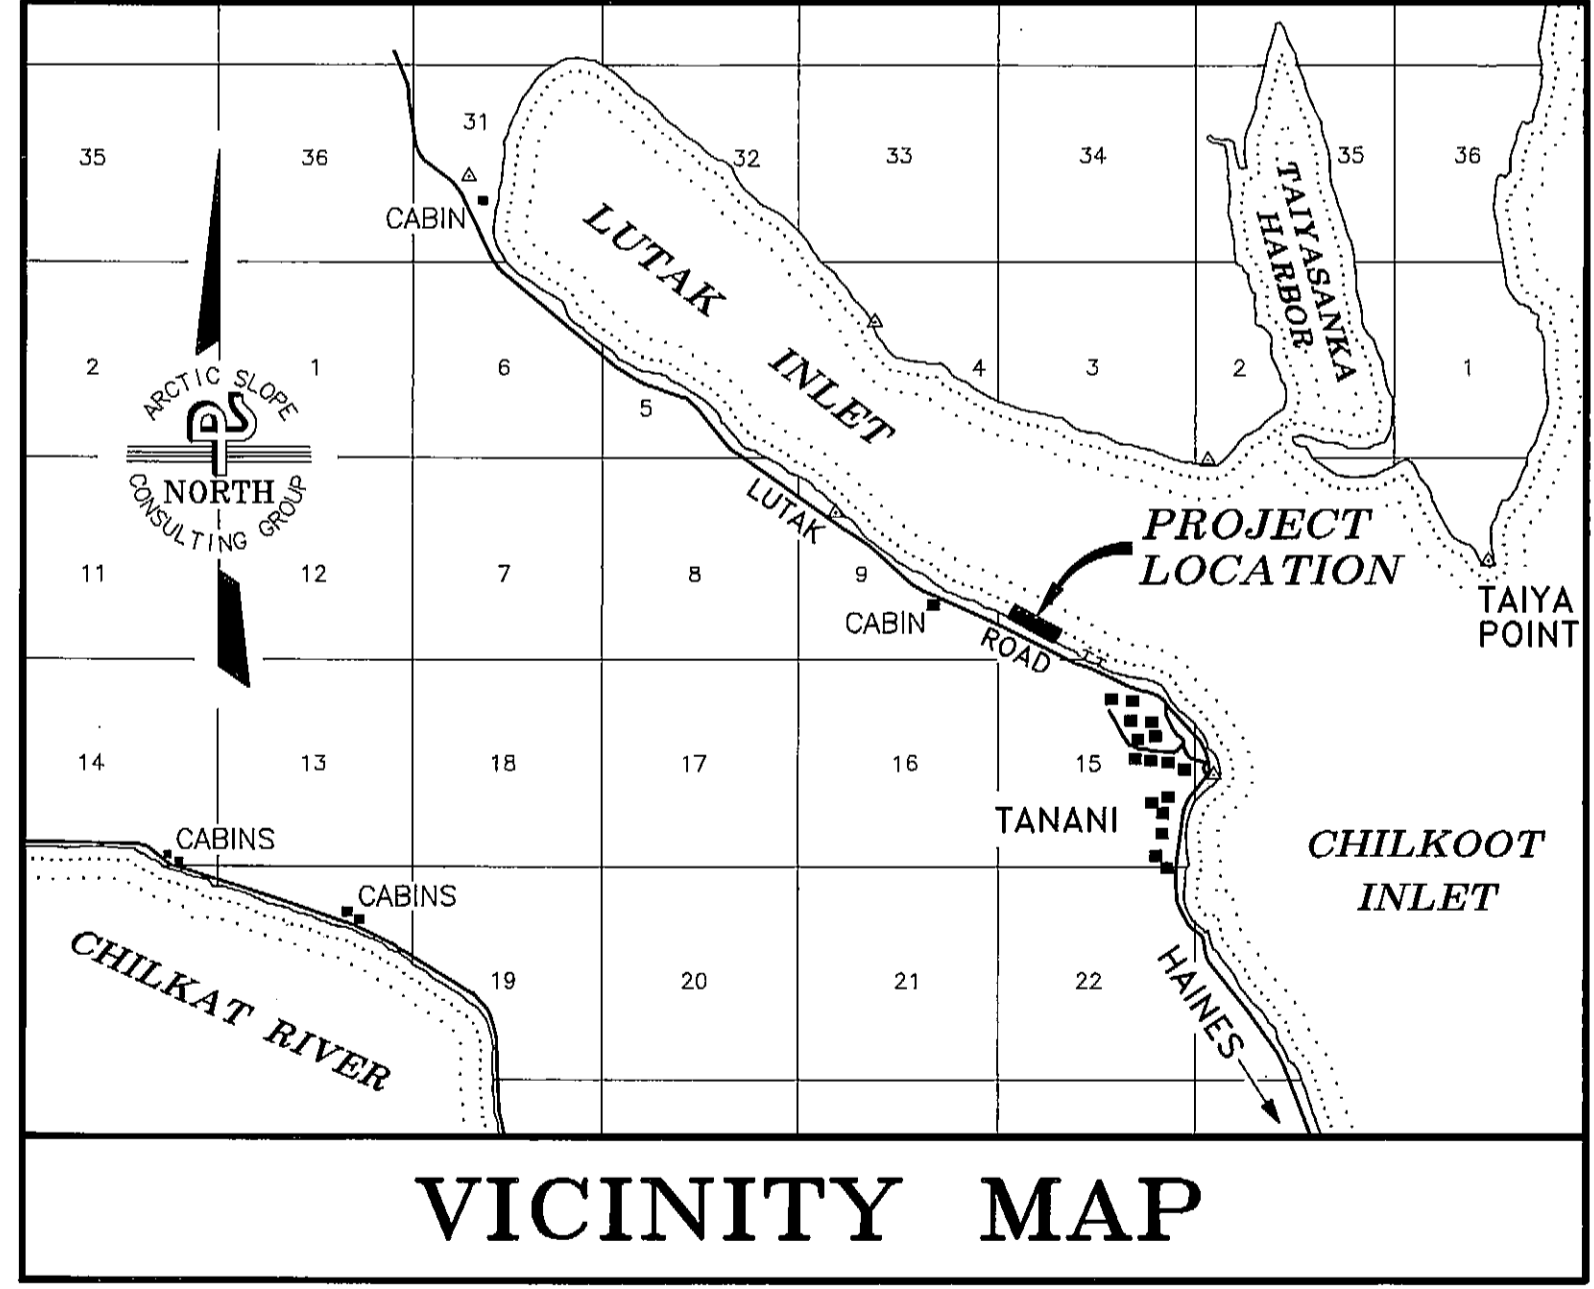 31
35
36
32
33
34
35
36
CABIN
LUTAK
INLET
TAIYASANKA
HARBOR
2
1
6
5
4
3
2
1
ARCTIC SLOPE
NORTH
CONSULTING GROUP
LUTAK
ROAD
PROJECT
LOCATION
11
12
7
8
9
CABIN
TAIYA
POINT
14
13
18
17
16
15
TANANI
CABINS
CABINS
CHILKOOT
INLET
CHILKAT RIVER
19
20
21
22
HAINES
VICINITY MAP